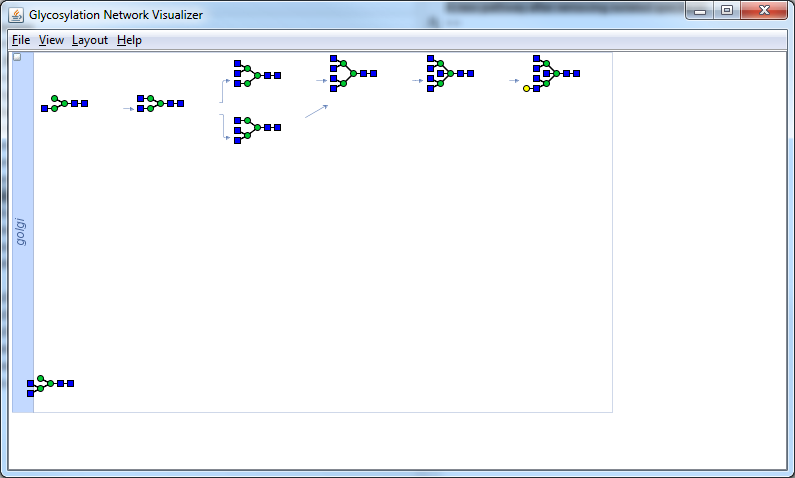 Glycosylation Network Visualizer
File View Layout Help
golgi